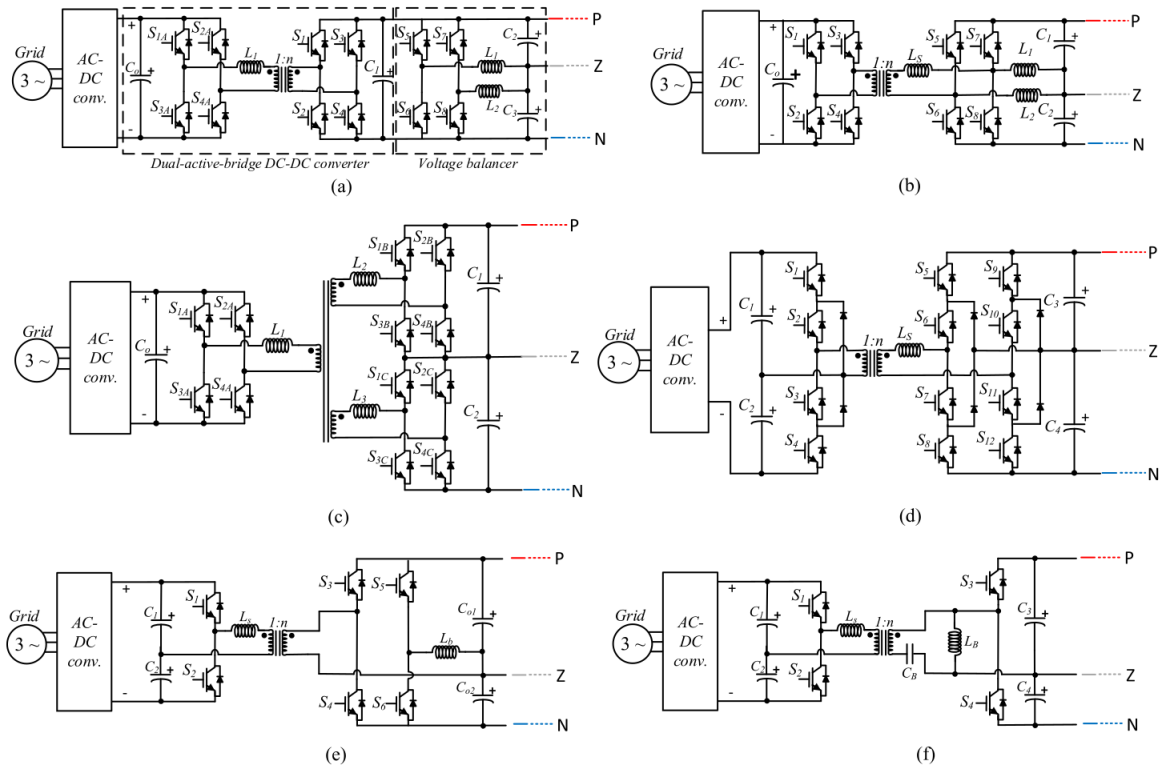 Grid
3 ~
AC-
DC
conv.
+
-
Co
S1A
S2A
S3A
S4A
L1
1:n
S1
S3
S2
S4
C1
S5
S7
S6
S8
L1
L2
C2
C3
P
Z
N
Dual-active-bridge DC-DC converter
Voltage balancer
(a)
Grid
3 ~
AC-
DC
conv.
+
-
Co
S1
S3
S2
S4
1:n
LS
S5
S7
S6
S8
L1
L2
C1
C2
P
Z
N
(b)
Grid
3 ~
AC-
DC
conv.
+
-
Co
S1A
S2A
S3A
S4A
L1
L2
L3
S1B
S2B
S3B
S4B
S1C
S2C
S3C
S4C
C1
C2
P
Z
N
(c)
Grid
3 ~
AC-
DC
conv.
+
-
C1
C2
S1
S2
S3
S4
1:n
LS
S5
S6
S7
S8
S9
S10
S11
S12
C3
C4
P
Z
N
(d)
Grid
3 ~
AC-
DC
conv.
+
-
C1
C2
S1
S2
Ls
1:n
S3
S5
S4
S6
Lb
Co1
Co2
P
Z
N
(e)
Grid
3 ~
AC-
DC
conv.
+
-
C1
C2
S1
S2
Ls
1:n
CB
LB
S3
S4
C3
C4
P
Z
N
(f)